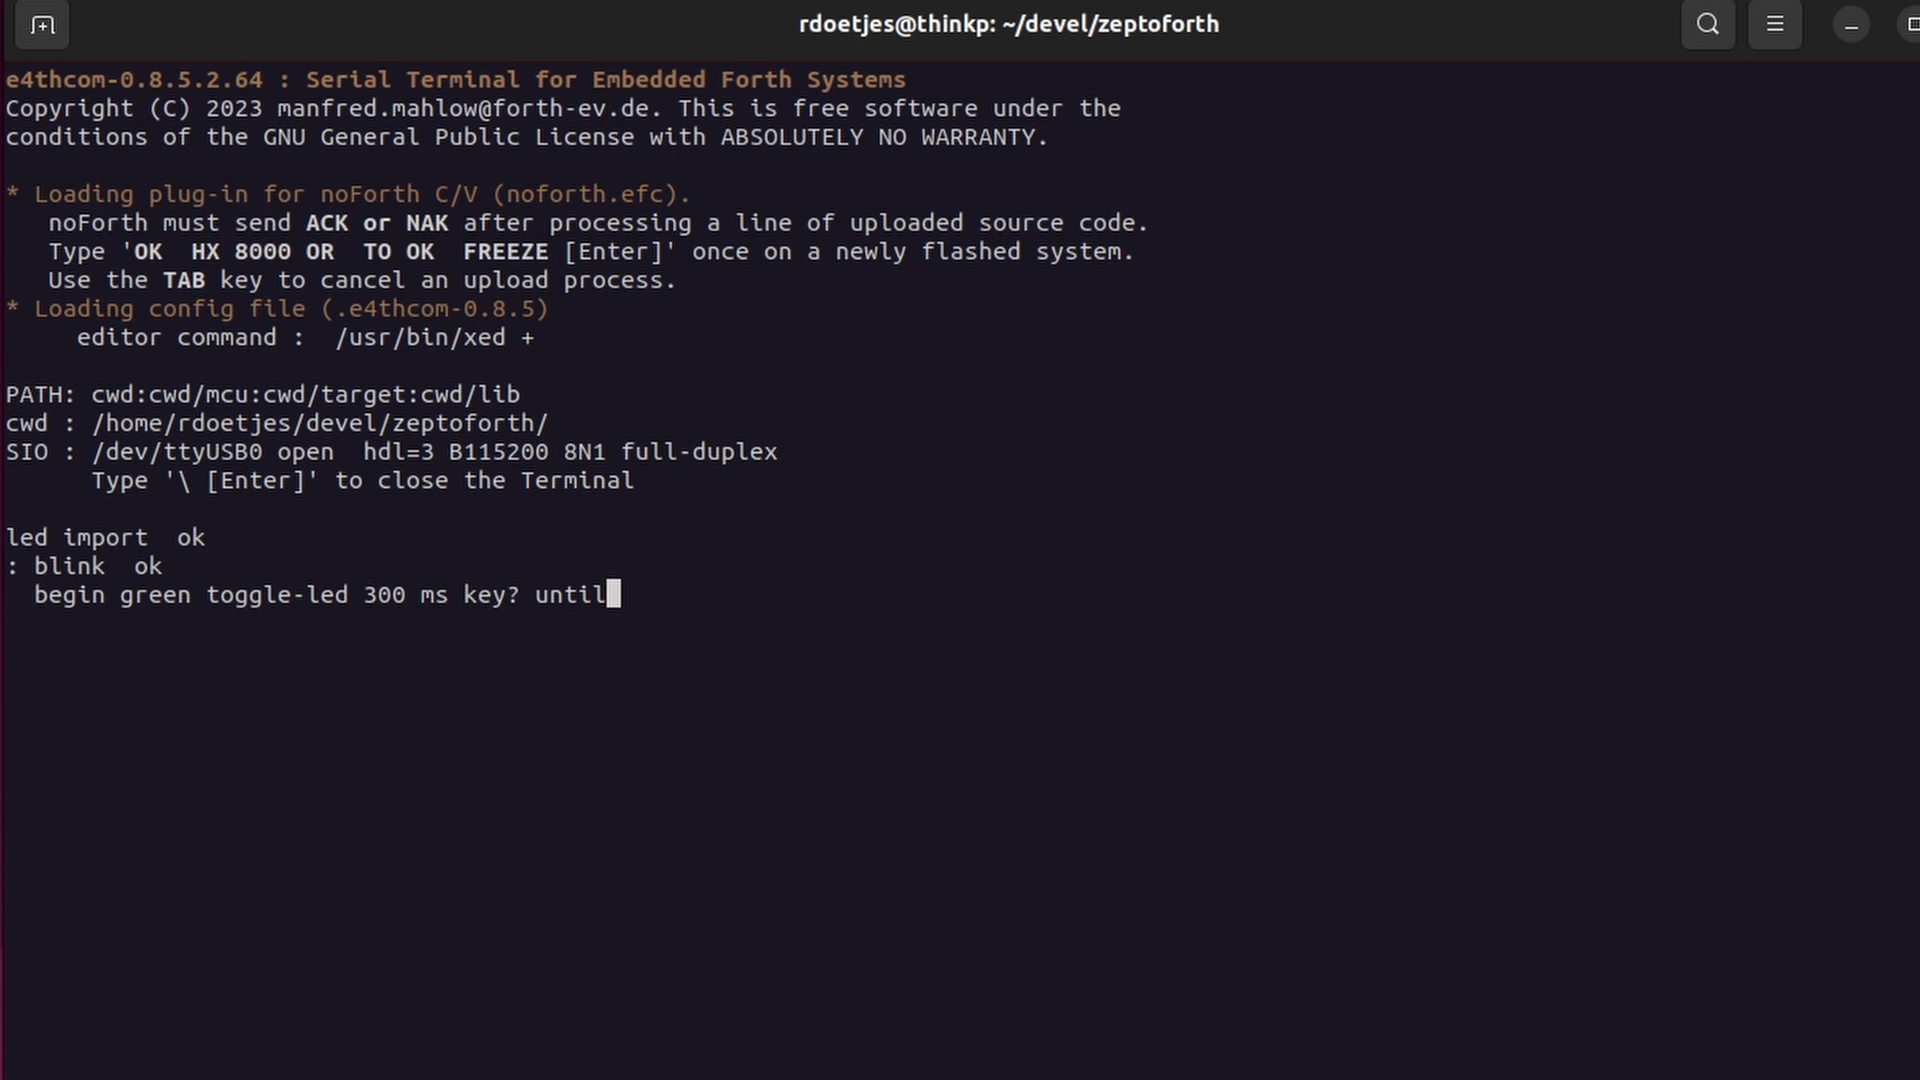 rdoetjes@thinkp: ~/devel/zeptoforth
e4thcom-0.8.5.2.64 : Serial Terminal for Embedded Forth Systems
Copyright (C) 2023 manfred.mahlow@forth-ev.de. This is free software under the
conditions of the GNU General Public License with ABSOLUTELY NO WARRANTY.
* Loading plug-in for noForth C/V (noforth.efc).
noForth must send ACK or NAK after processing a line of uploaded source code.
Type 'OK  HX 8000 OR  TO OK  FREEZE [Enter]' once on a newly flashed system.
Use the TAB key to cancel an upload process.
* Loading config file (.e4thcom-0.8.5)
editor command :  /usr/bin/xed +
PATH: cwd:cwd/mcu:cwd/target:cwd/lib
cwd : /home/rdoetjes/devel/zeptoforth/
SIO : /dev/ttyUSB0 open  hdl=3 B115200 8N1 full-duplex
Type '\ [Enter]' to close the Terminal
led import  ok
: blink  ok
begin green toggle-led 300 ms key? until